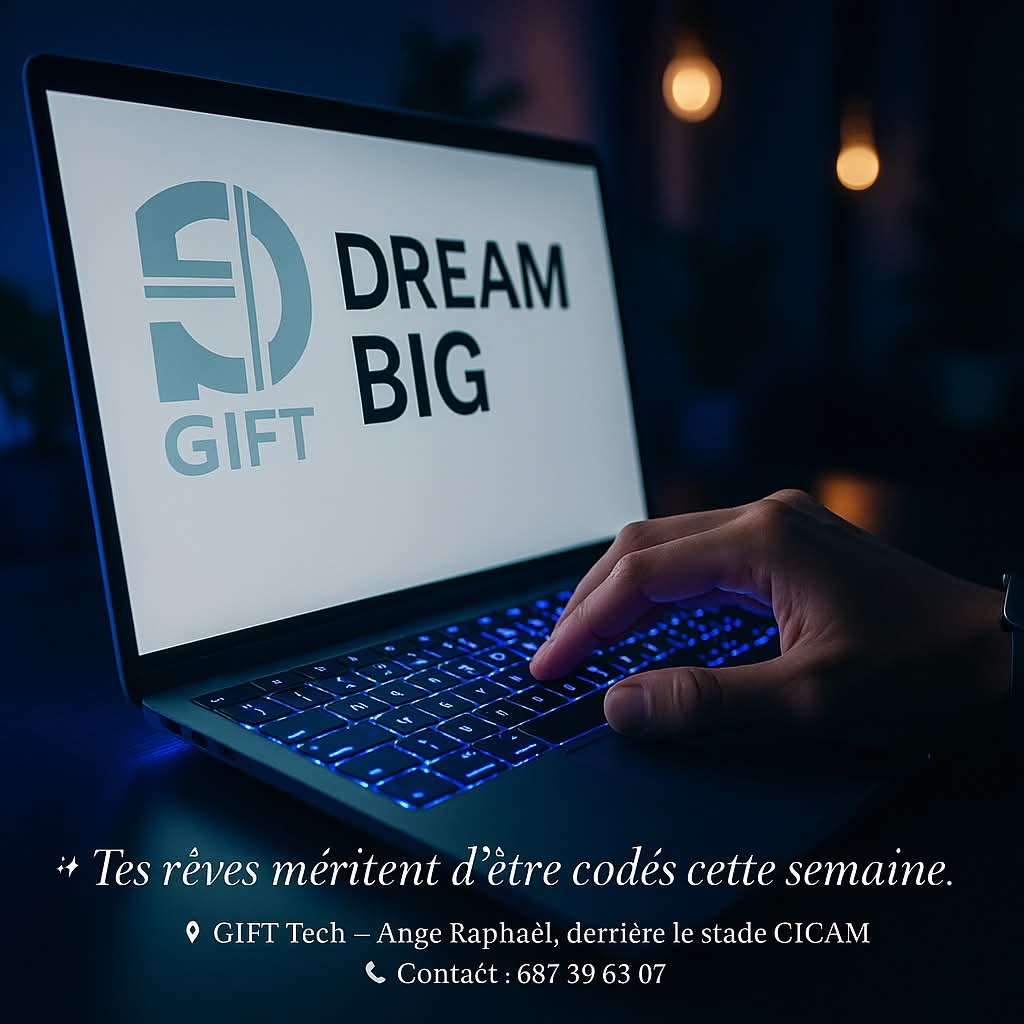 GIFT
DREAM
BIG
Tes rêves méritent d’être codés cette semaine.
GIFT Tech – Ange Raphaèl, derrière le stade CICAM
Contaćt : 687 39 63 07